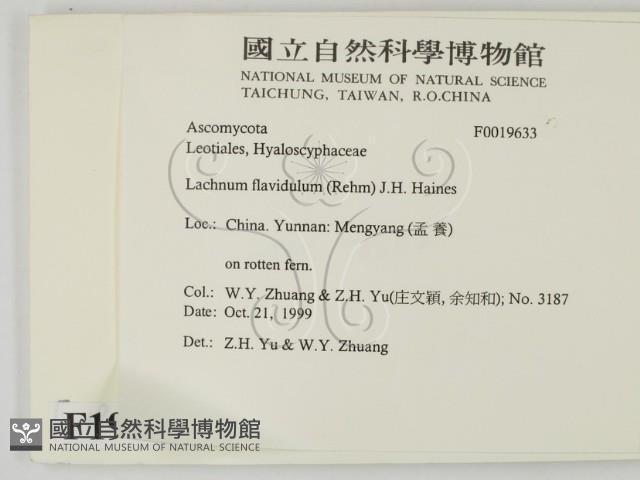 國立自然科學博物館
NATIONAL MUSEUM OF NATURAL SCIENCE
TAICHUNG, TAIWAN, R.O.CHINA
Ascomycota F0019633
Leotiales, Hyaloscyphaceae
Lachnum flavidulum (Rehm) J.H. Haines
Loc.: China. Yunnan: Mengyang (孟養)
on rotten fern.
Col.: W.Y. Zhuang & Z.H. Yu(庄文穎, 余知和); No. 3187
Date: Oct. 21, 1999
Det.: Z.H. Yu & W.Y. Zhuang
國立自然科學博物館
NATIONAL MUSEUM OF NATURAL SCIENCE